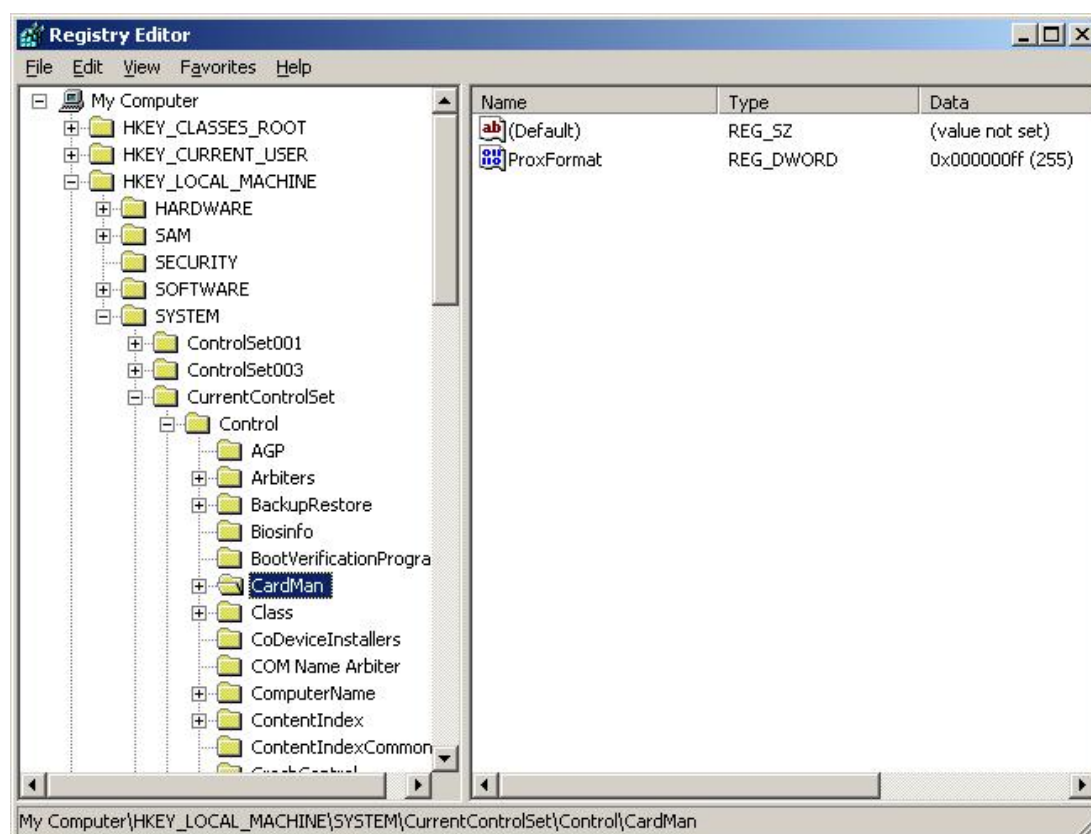 Registry Editor
File Edit View Favorites Help
My Computer
HKEY_CLASSES_ROOT
HKEY_CURRENT_USER
HKEY_LOCAL_MACHINE
HARDWARE
SAM
SECURITY
SOFTWARE
SYSTEM
ControlSet001
ControlSet003
CurrentControlSet
Control
AGP
Arbiters
BackupRestore
Biosinfo
BootVerificationProgra
CardMan
Class
CoDeviceInstallers
COM Name Arbiter
ComputerName
ContentIndex
ContentIndexCommon
CrashControl
Name Type Data
(Default) REG_SZ (value not set)
ProxFormat REG_DWORD 0x000000ff (255)
My Computer\HKEY_LOCAL_MACHINE\SYSTEM\CurrentControlSet\Control\CardMan